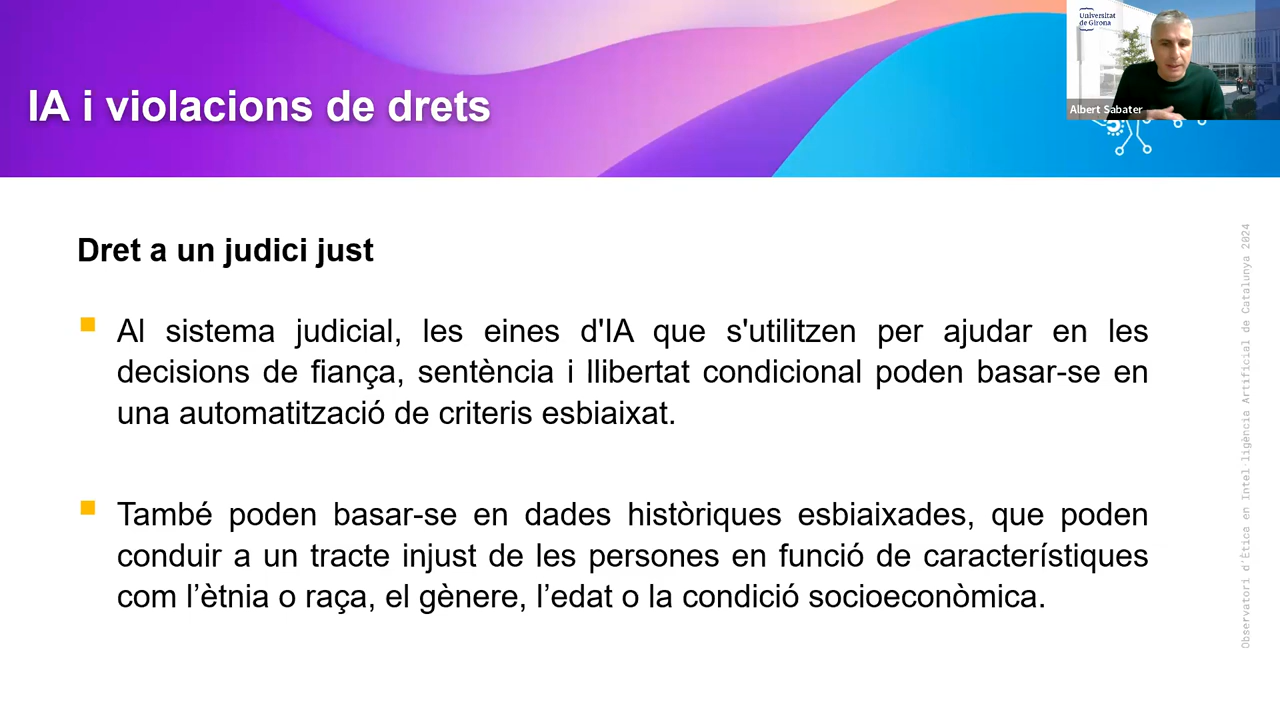 IA i violacions de drets
Universitat
de Girona
Albert Sabater
Dret a un judici just
Al sistema judicial, les eines d'IA que s'utilitzen per ajudar en les
decisions de fiança, sentència i llibertat condicional poden basar-se en
una automatització de criteris esbiaixat.
També poden basar-se en dades històriques esbiaixades, que poden
conduir a un tracte injust de les persones en funció de característiques
com l’ètnia o raça, el gènere, l’edat o la condició socioeconòmica.
Observatori d'Ètica en Intel·ligència Artificial de Catalunya 2024